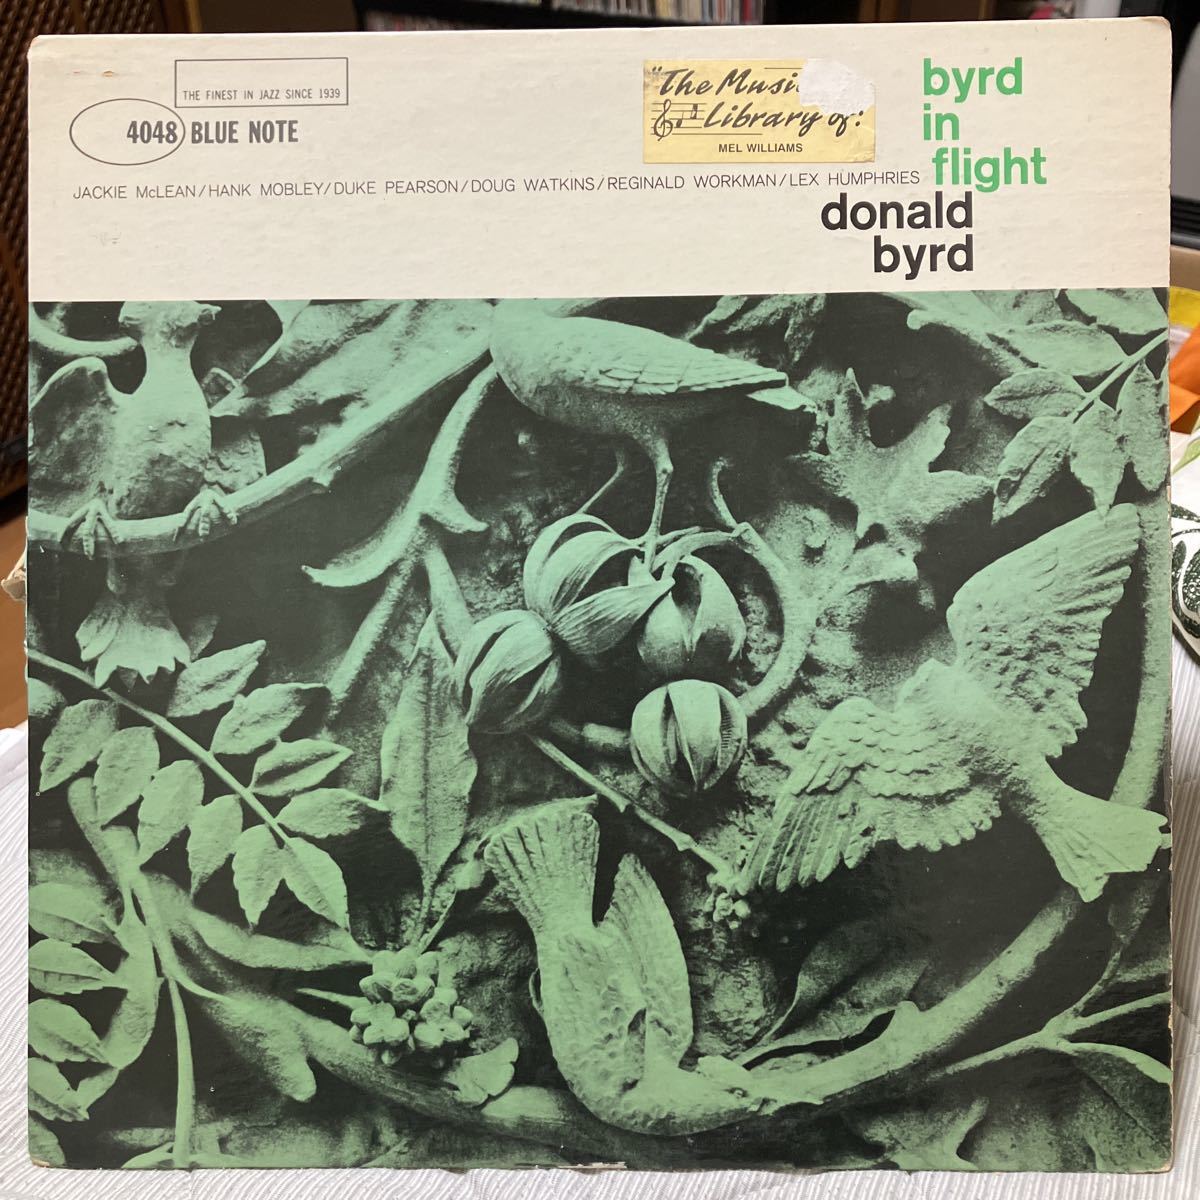 THE FINEST IN JAZZ SINCE 1939
4048 BLUE NOTE
"The Musi
Library of:
MEL WILLIAMS
byrd
in
flight
JACKIE McLEAN/HANK MOBLEY/DUKE PEARSON/DOUG WATKINS/REGINALD WORKMAN/LEX HUMPHRIES
donald
byrd